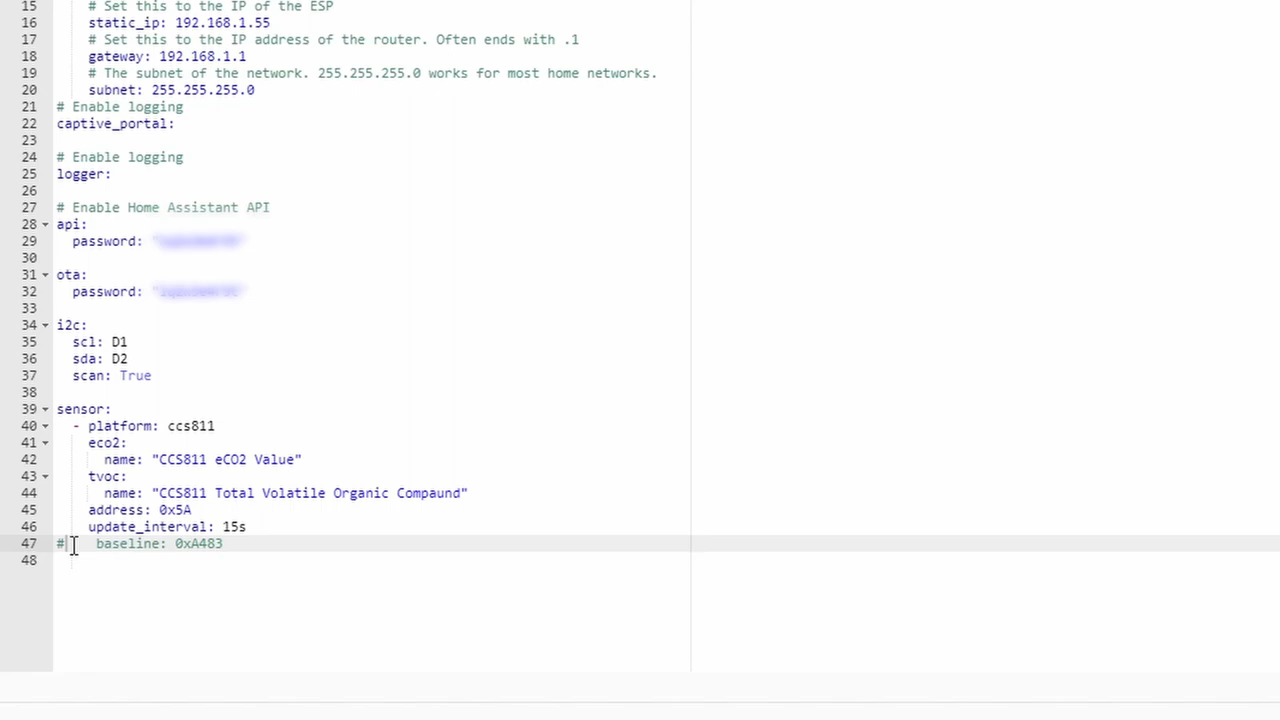 15 # Set this to the IP of the ESP
16 static_ip: 192.168.1.55
17 # Set this to the IP address of the router. Often ends with .1
18 gateway: 192.168.1.1
19 # The subnet of the network. 255.255.255.0 works for most home networks.
20 subnet: 255.255.255.0
21 # Enable logging
22 captive_portal:
23
24 # Enable logging
25 logger:
26
27 # Enable Home Assistant API
28 api:
29 password:
30
31 ota:
32 password:
33
34 i2c:
35 scl: D1
36 sda: D2
37 scan: True
38
39 sensor:
40 - platform: ccs811
41 eco2:
42 name: "CCS811 eCO2 Value"
43 tvoc:
44 name: "CCS811 Total Volatile Organic Compaund"
45 address: 0x5A
46 update_interval: 15s
47 # baseline: 0xA483
48